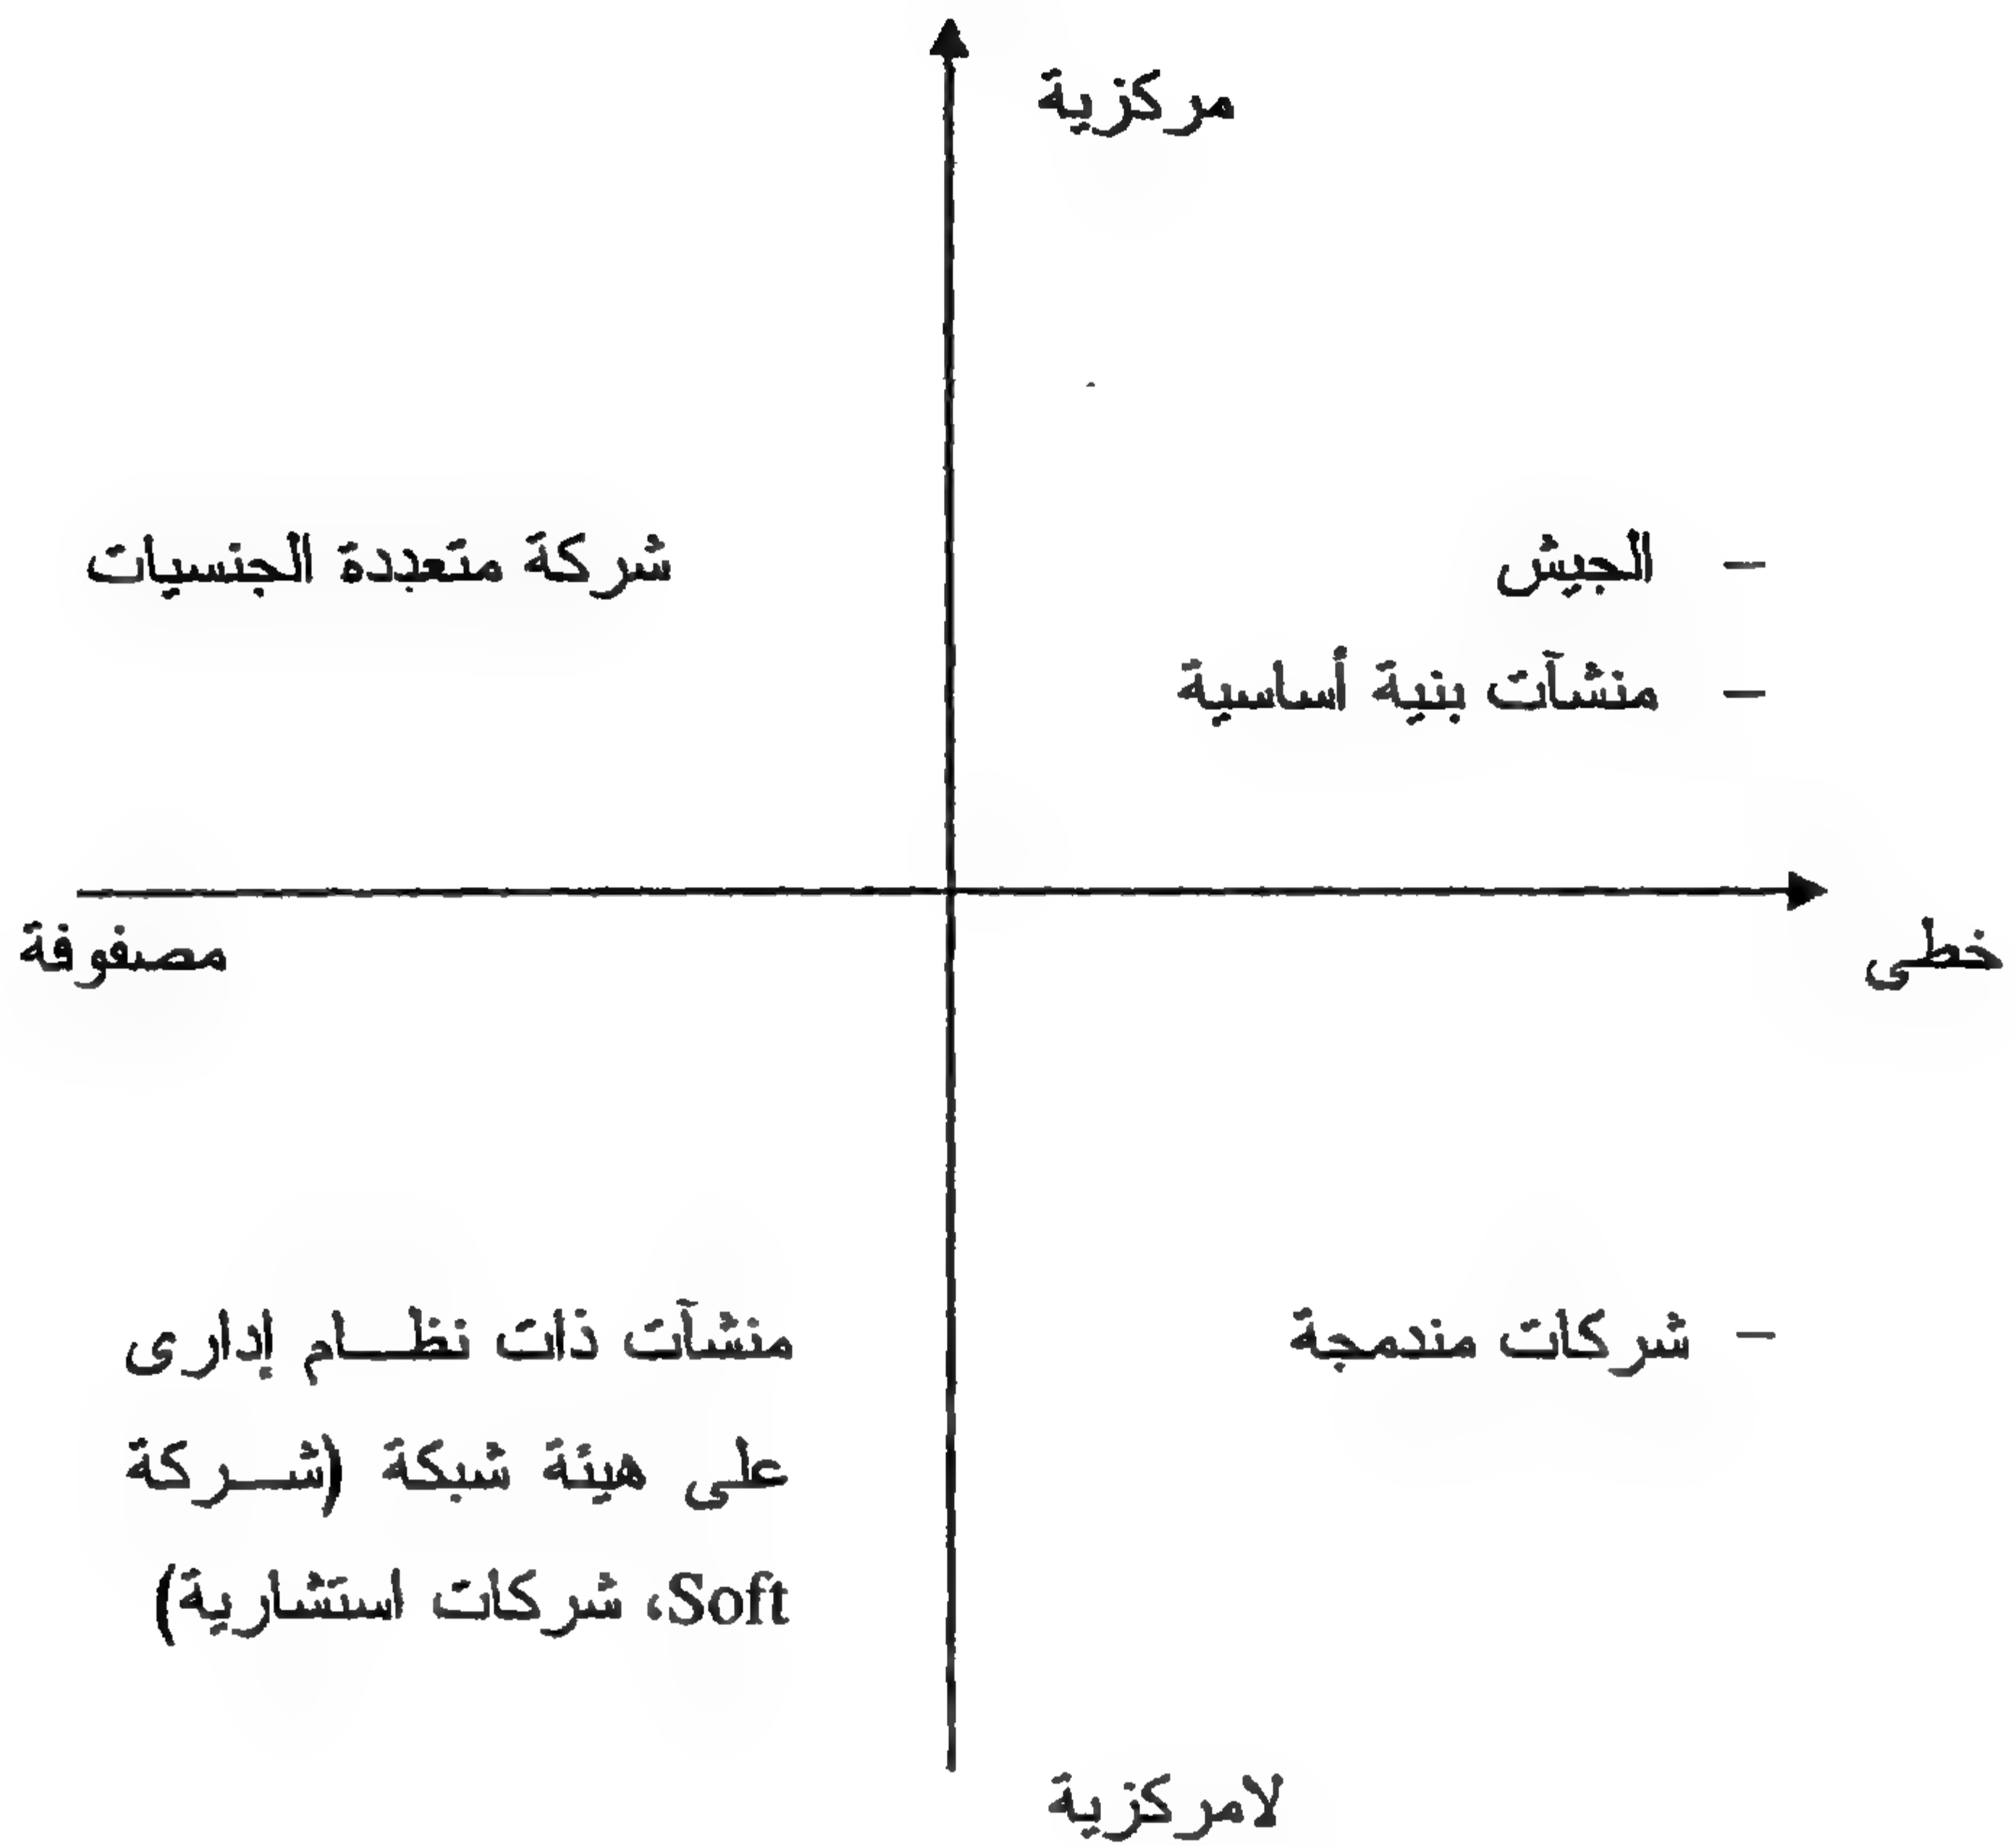 مركزية
– الجيش
شركة متعددة الجنسيات
– منشآت بنية أساسية
خطى
مصفوفة
– شركات مندمجة
منشآت ذات نظام إدارى
على هيئة شبكة (شركة
Soft، شركات استشارية)
لامركزية